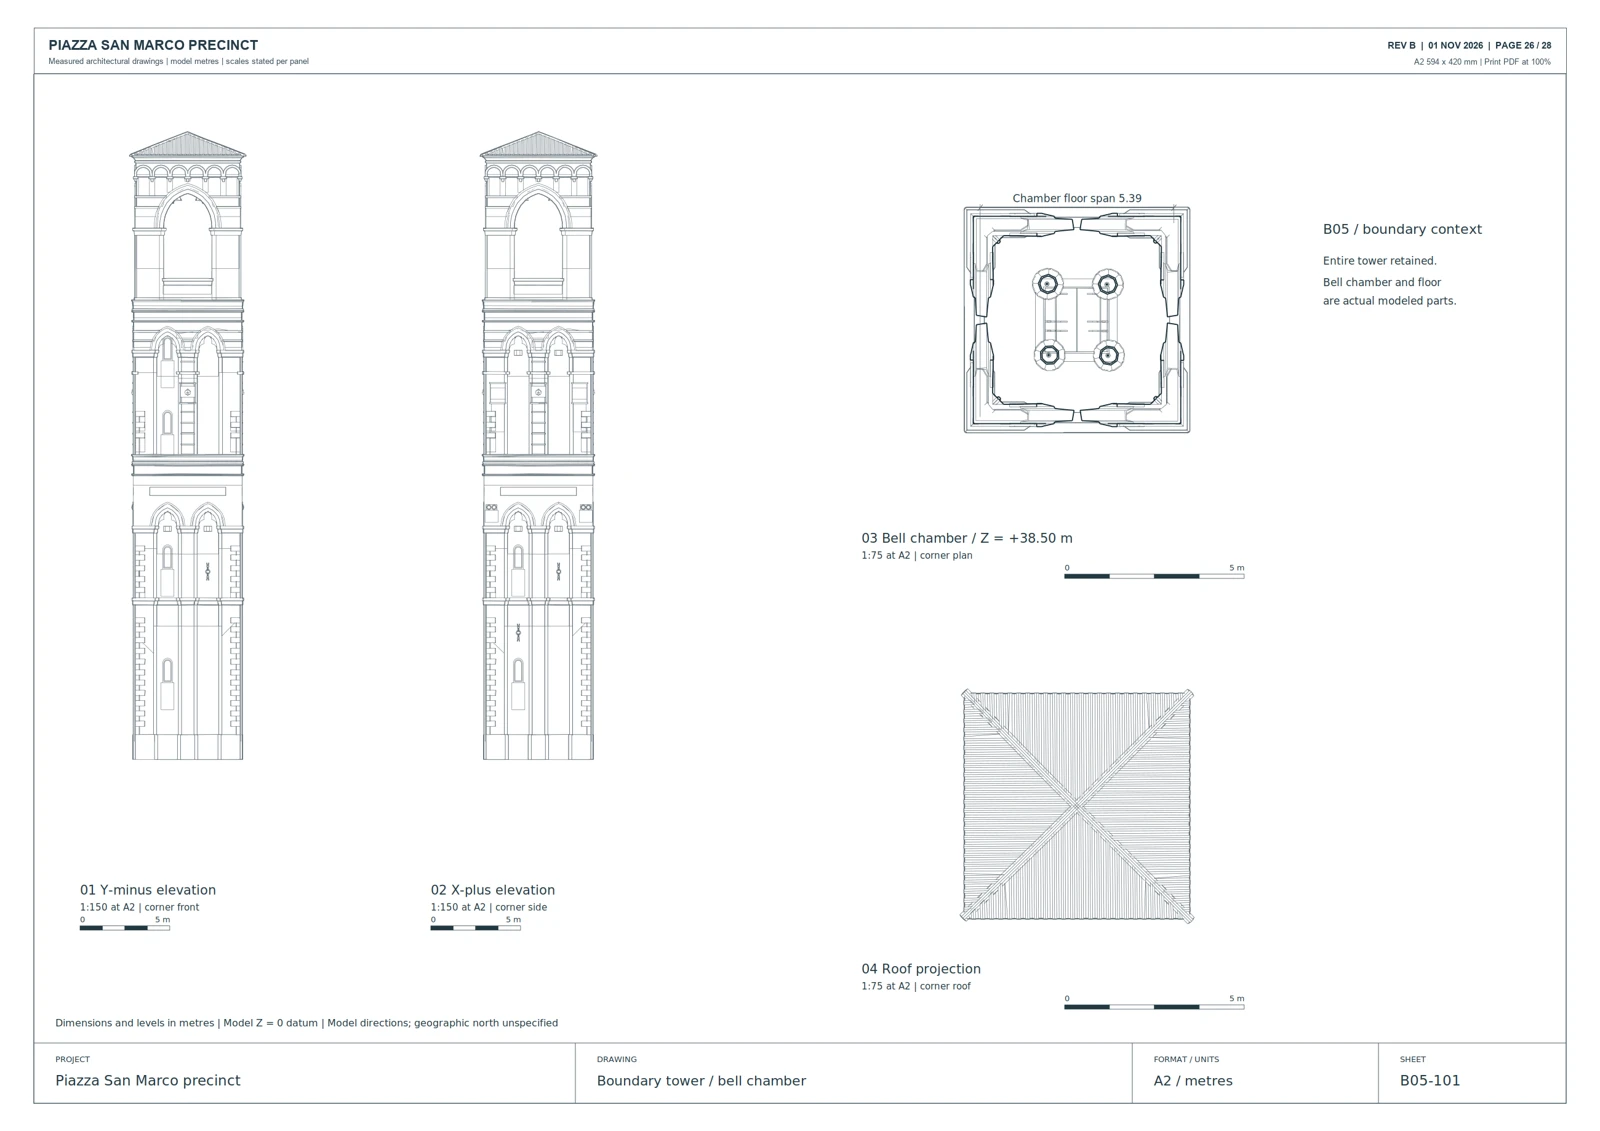 PIAZZA SAN MARCO PRECINCT
Measured architectural drawings | model metres | scales stated per panel
REV B | 01 NOV 2026 | PAGE 26 / 28
A2 594 x 420 mm | Print PDF at 100%
Chamber floor span 5.39
B05 / boundary context
Entire tower retained.
Bell chamber and floor
are actual modeled parts.
03 Bell chamber / Z = +38.50 m
1:75 at A2 | corner plan
0 5 m
01 Y-minus elevation
1:150 at A2 | corner front
0 5 m
02 X-plus elevation
1:150 at A2 | corner side
0 5 m
04 Roof projection
1:75 at A2 | corner roof
0 5 m
Dimensions and levels in metres | Model Z = 0 datum | Model directions; geographic north unspecified
PROJECT
Piazza San Marco precinct
DRAWING
Boundary tower / bell chamber
FORMAT / UNITS
A2 / metres
SHEET
B05-101